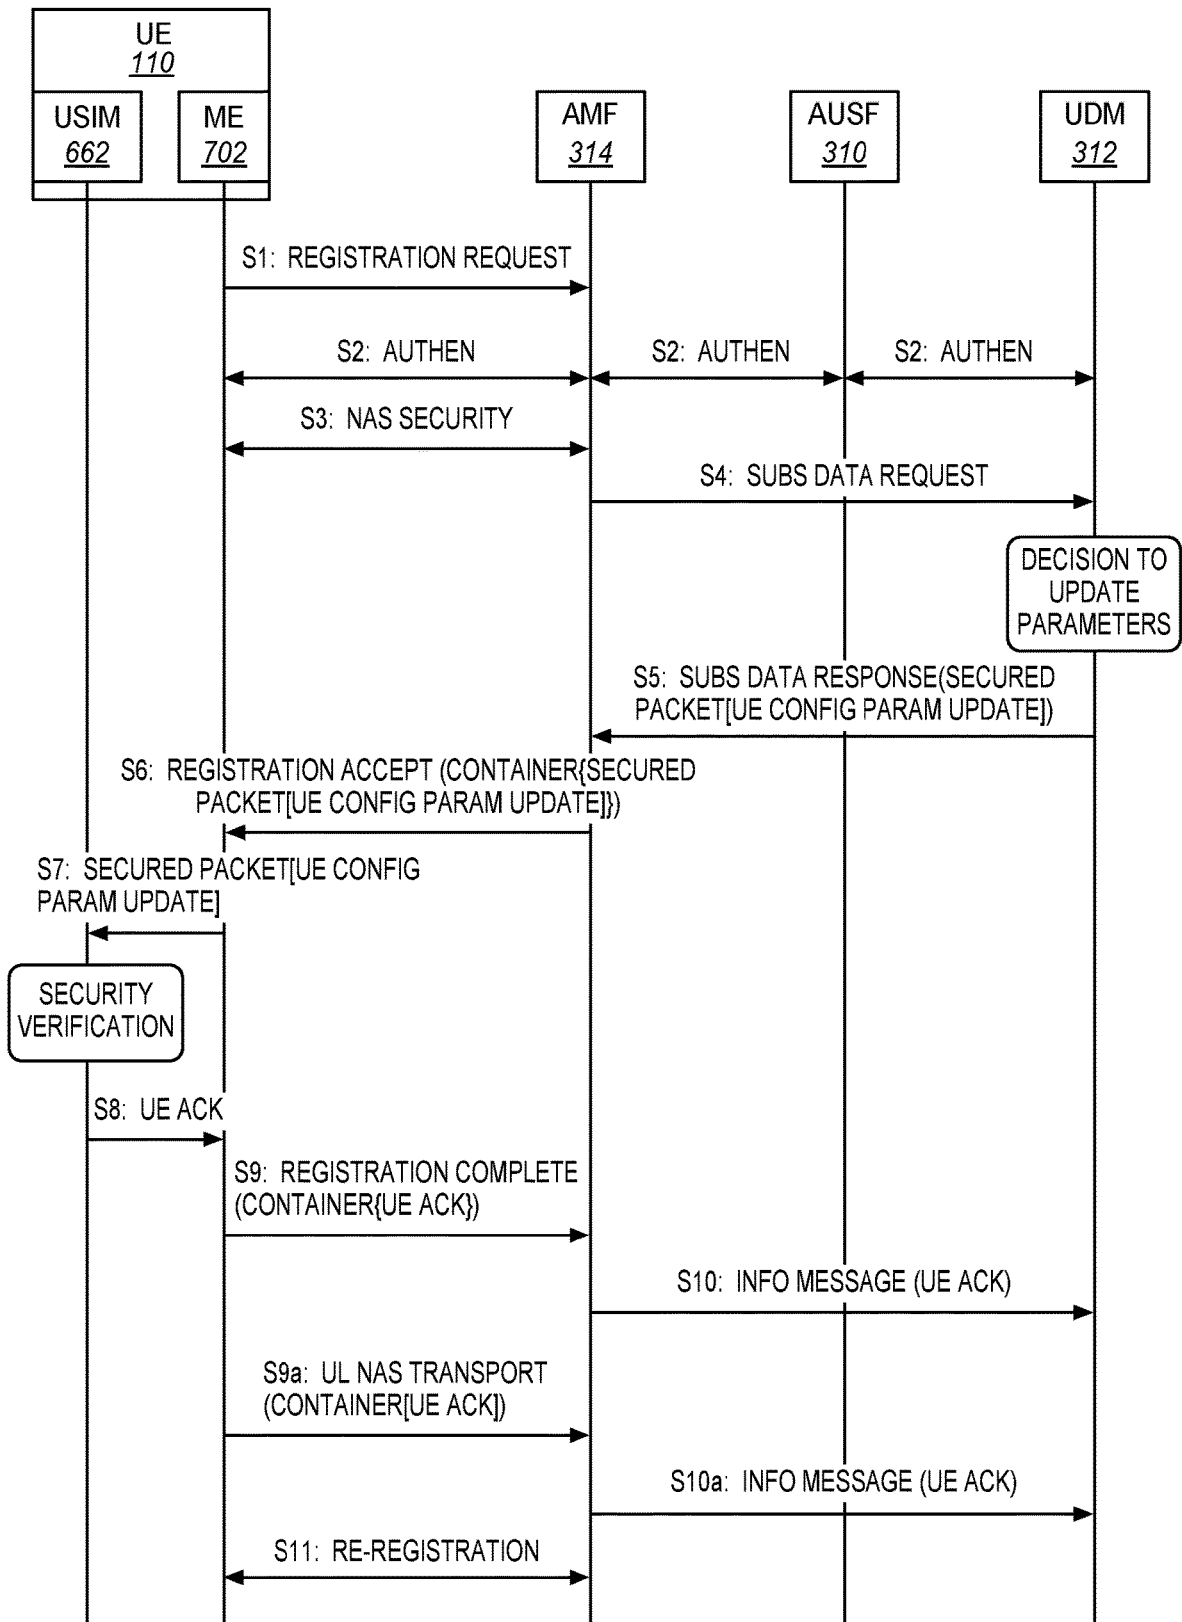 UE
110
USIM
662
ME
702
AMF
314
AUSF
310
UDM
312
S1: REGISTRATION REQUEST
S2: AUTHEN
S2: AUTHEN
S2: AUTHEN
S3: NAS SECURITY
S4: SUBS DATA REQUEST
DECISION TO
UPDATE
PARAMETERS
S5: SUBS DATA RESPONSE(SECURED
PACKET[UE CONFIG PARAM UPDATE])
S6: REGISTRATION ACCEPT (CONTAINER{SECURED
PACKET[UE CONFIG PARAM UPDATE]})
S7: SECURED PACKET[UE CONFIG
PARAM UPDATE]
SECURITY
VERIFICATION
S8: UE ACK
S9: REGISTRATION COMPLETE
(CONTAINER{UE ACK})
S10: INFO MESSAGE (UE ACK)
S9a: UL NAS TRANSPORT
(CONTAINER[UE ACK])
S10a: INFO MESSAGE (UE ACK)
S11: RE-REGISTRATION